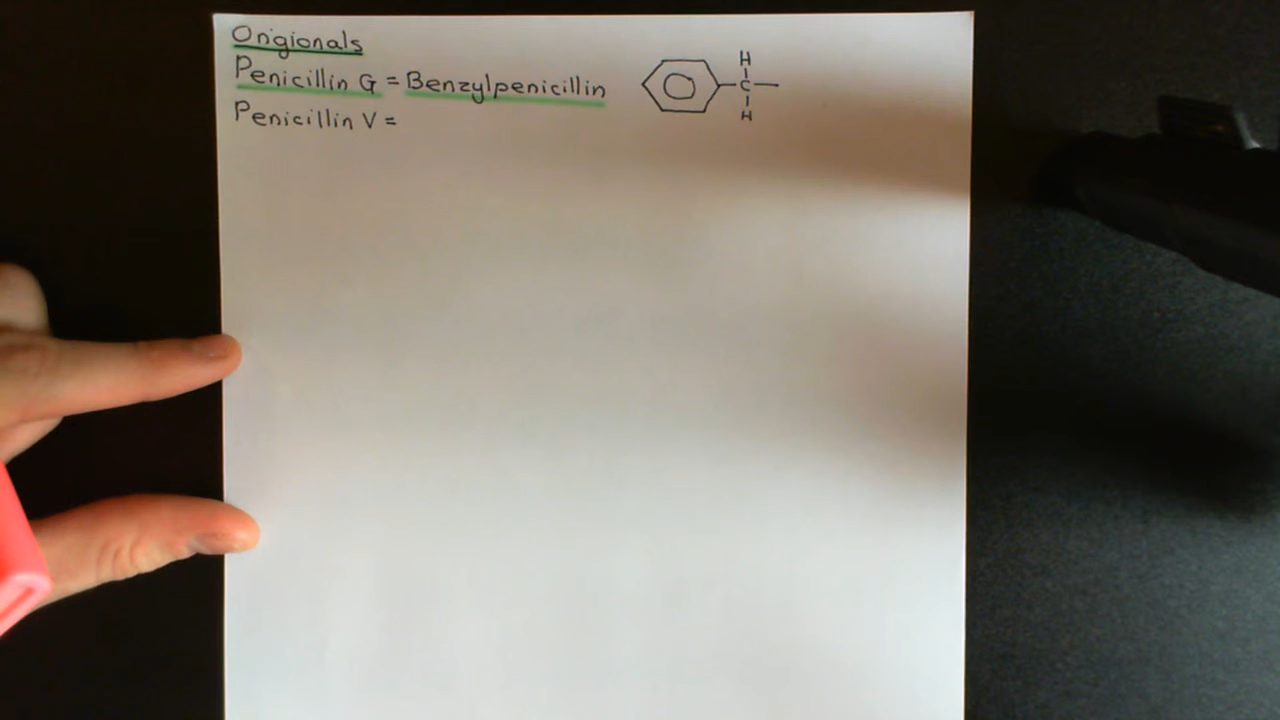 Origionals
Penicillin G = Benzylpenicillin
H
C
H
Penicillin V =